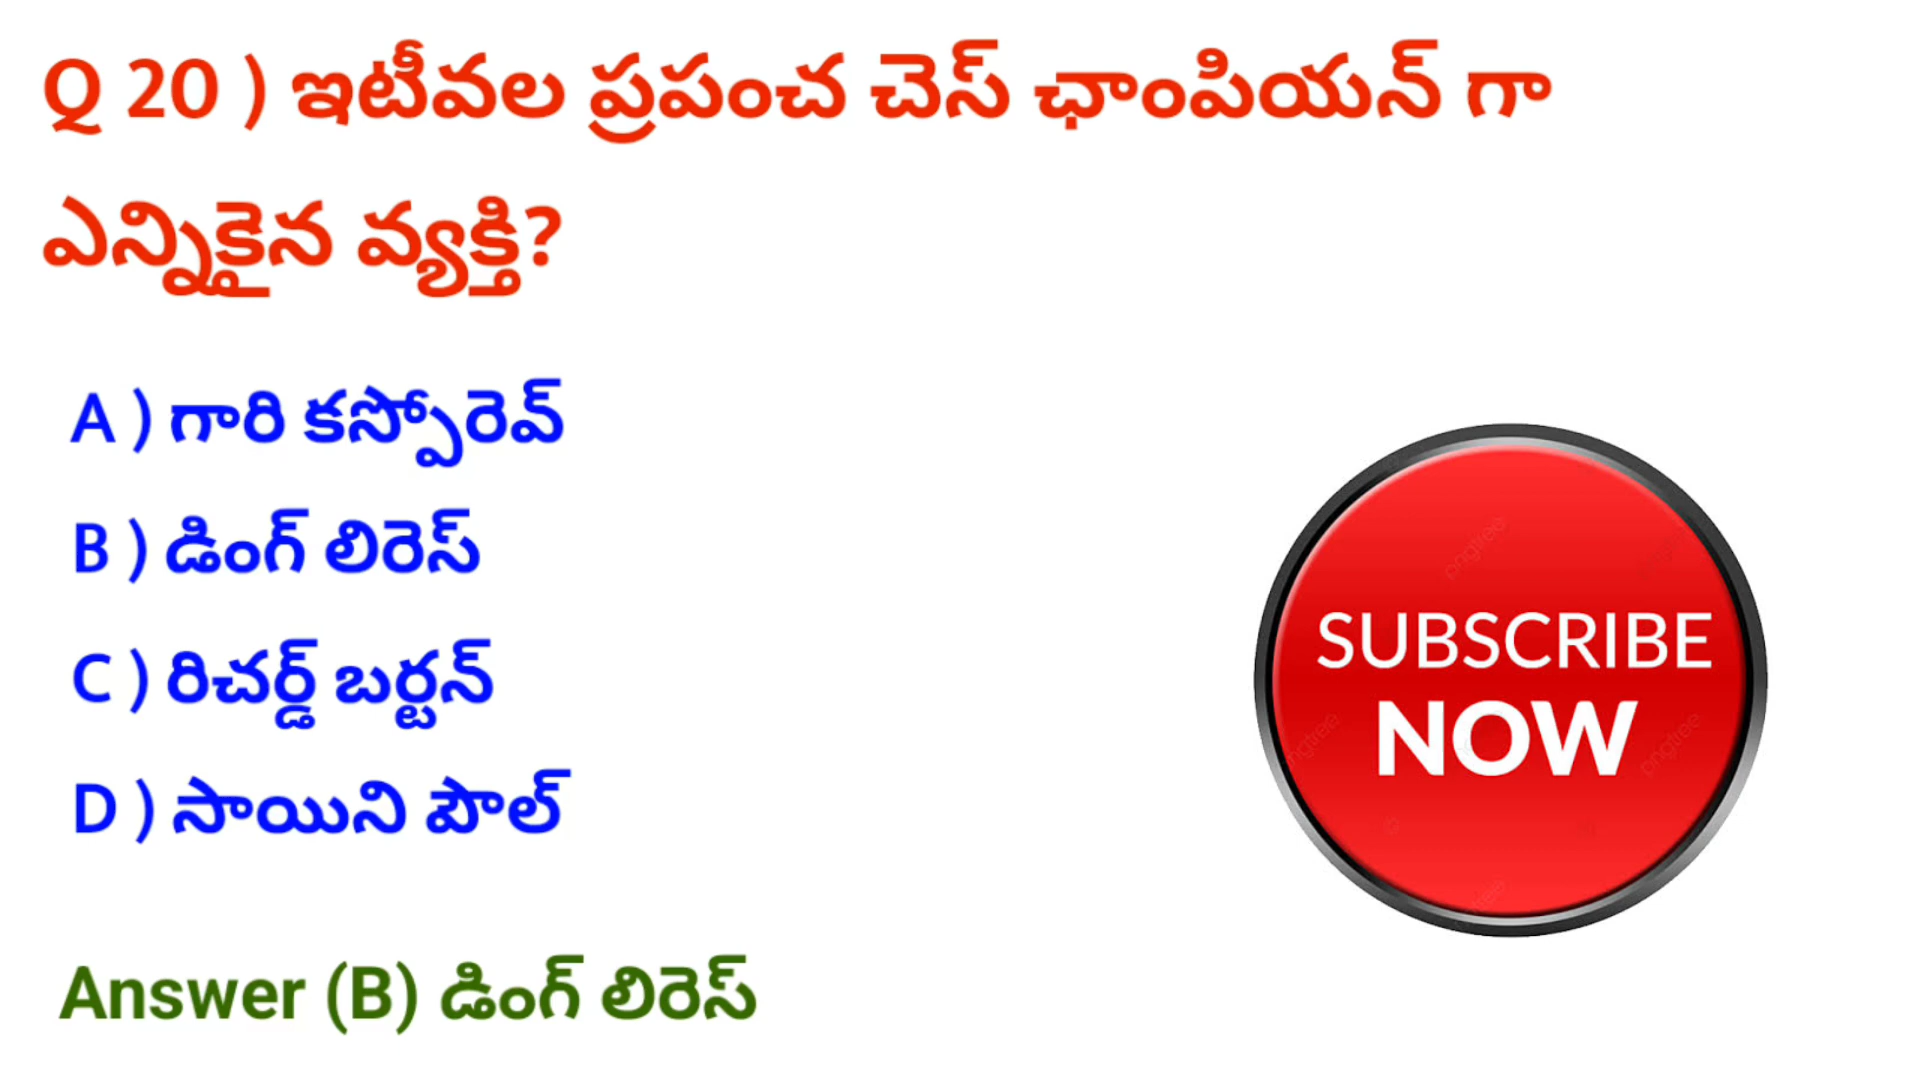 Q 20 ) ఇటీవల ప్రపంచ చెస్ ఛాంపియన్ గా
ఎన్నికైన వ్యక్తి?
A ) గారి కస్పోరెవ్
B ) డింగ్ లిరెస్
C ) రిచర్డ్ బర్టన్
D ) సాయిని పౌల్
SUBSCRIBE
NOW
Answer (B) డింగ్ లిరెస్